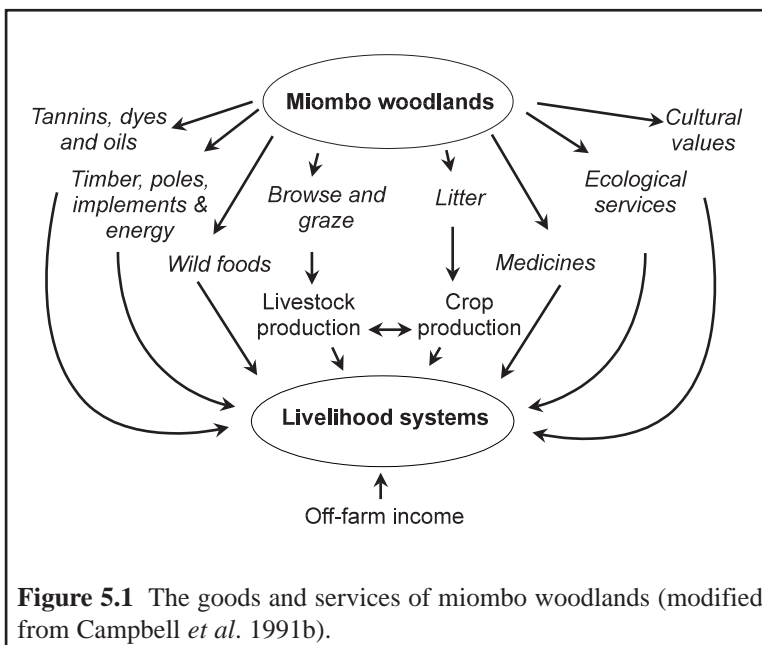 Miombo woodlands
Tannins, dyes
and oils
Timber, poles,
implements &
energy
Wild foods
Browse and
graze
Litter
Medicines
Ecological
services
Cultural
values
Livestock
production
Crop
production
Livelihood systems
Off-farm income
Figure 5.1 The goods and services of miombo woodlands (modified
from Campbell et al. 1991b).